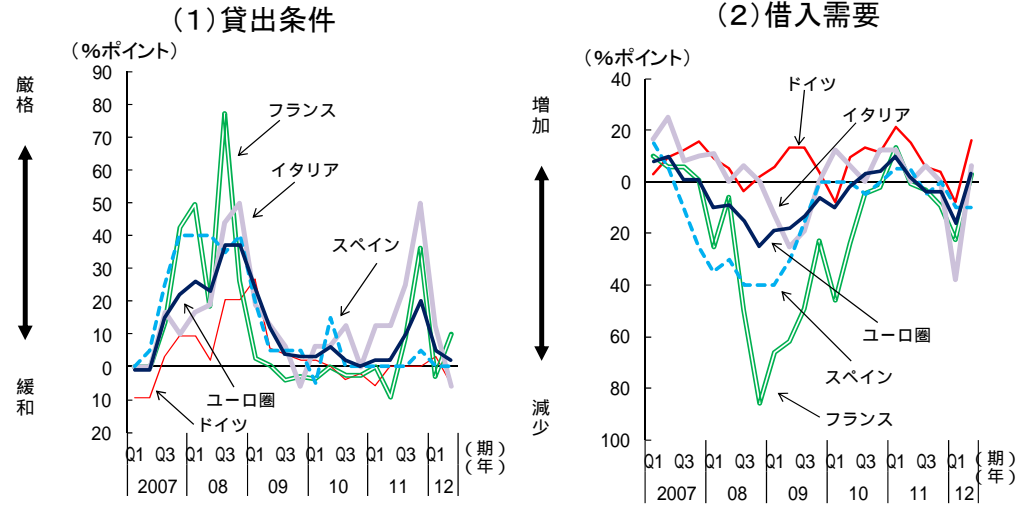 （1）貸出条件
（％ポイント）
厳格
緩和
90
80
70
60
50
40
30
20
10
0
10
20
フランス
イタリア
スペイン
ユーロ圏
ドイツ
Q1 Q3 Q1 Q3 Q1 Q3 Q1 Q3 Q1 Q3 Q1 （期）
2007 08 09 10 11 12 （年）
（2）借入需要
（％ポイント）
増加
減少
40
20
0
20
40
60
80
100
ドイツ
イタリア
ユーロ圏
スペイン
フランス
Q1 Q3 Q1 Q3 Q1 Q3 Q1 Q3 Q1 Q3 Q1 （期）
2007 08 09 10 11 12 （年）